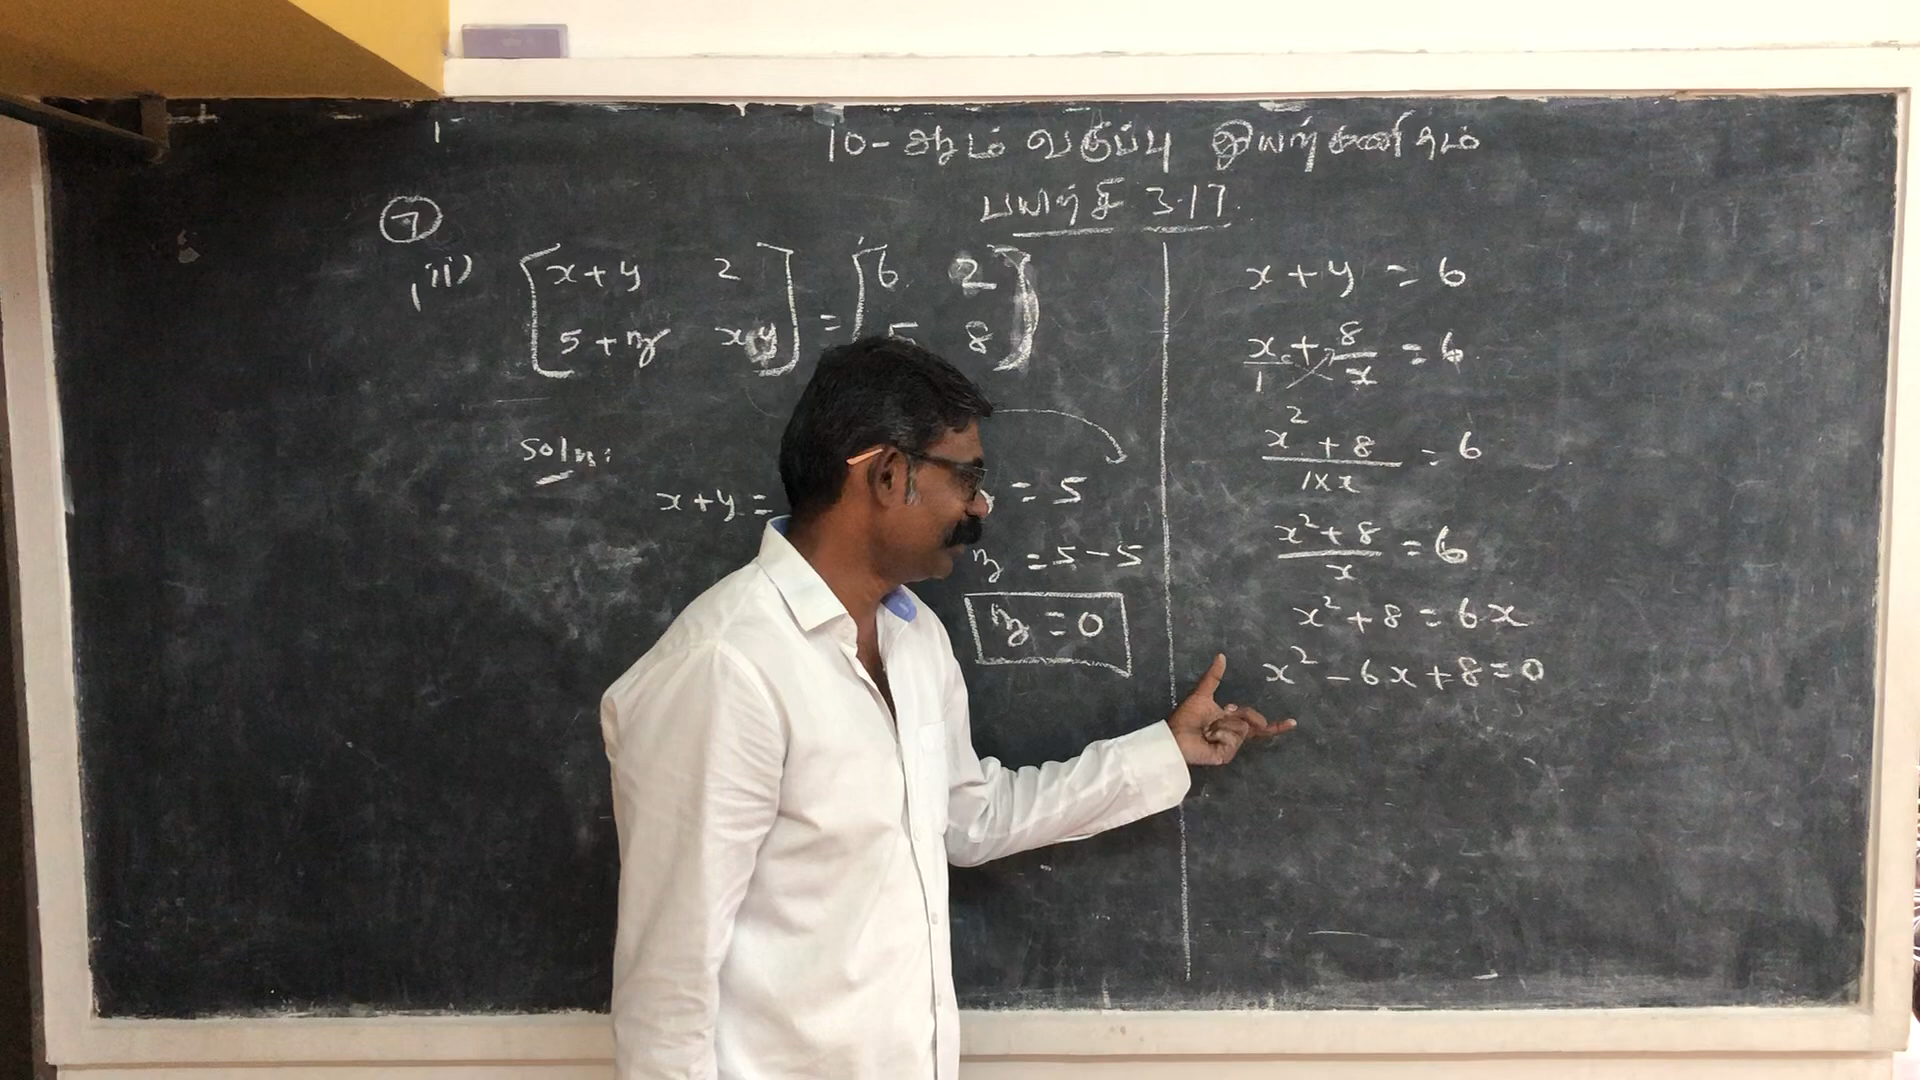 10-ஆம் வகுப்பு இயற்கணிதம்
பயிற்சி 3.17
7
iii) [x+y 2] = [6 2]
[5+z xy] [5 8]
Soln:
x+y =
= 5
z = 5-5
z = 0
x+y = 6
x/1 + 8/x = 6
x²+8/1×x = 6
x²+8/x = 6
x²+8 = 6x
x²-6x+8=0